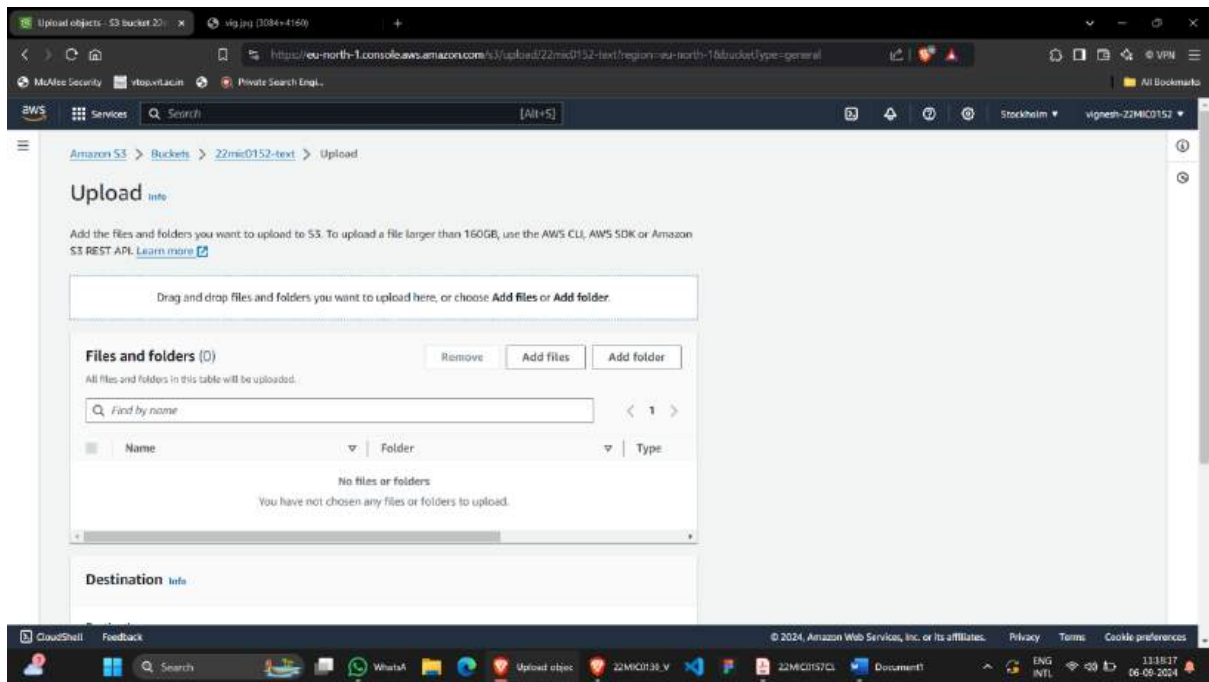 Upload objects - S3 bucket 22
vig.jpg (3084×4160)
https://eu-north-1.console.aws.amazon.com/s3/upload/22mic0152-text?region=eu-north-1&bucketType=general
VPN
McAfee Security vtop.vit.ac.in Private Search Engi...
All Bookmarks
aws Services Search [Alt+S] Stockholm vignesh-22MIC0152
Amazon S3 > Buckets > 22mic0152-text > Upload
Upload Info
Add the files and folders you want to upload to S3. To upload a file larger than 160GB, use the AWS CLI, AWS SDK or Amazon
S3 REST API. Learn more
Drag and drop files and folders you want to upload here, or choose Add files or Add folder.
Files and folders (0) Remove Add files Add folder
All files and folders in this table will be uploaded.
Find by name 1
Name Folder Type
No files or folders
You have not chosen any files or folders to upload.
Destination Info
CloudShell Feedback © 2024, Amazon Web Services, Inc. or its affiliates. Privacy Terms Cookie preferences
Search WhatsA Upload objec Document1 ENG 
INTL 06-09-2024